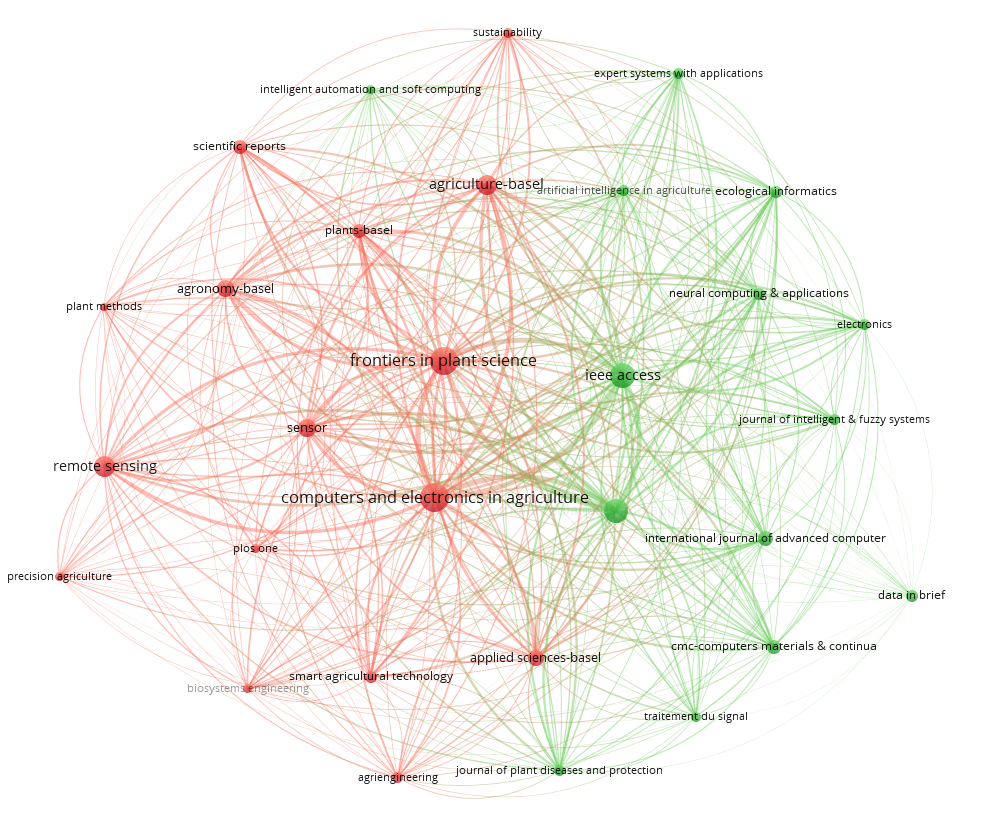 sustainability
expert systems with applications
intelligent automation and soft computing
scientific reports
agriculture-basel
artificial intelligence in agriculture
ecological informatics
plants-basel
agronomy-basel
neural computing & applications
plant methods
electronics
frontiers in plant science
ieee access
journal of intelligent & fuzzy systems
sensor
remote sensing
computers and electronics in agriculture
international journal of advanced computer
plos one
precision agriculture
data in brief
cmc-computers materials & continua
applied sciences-basel
smart agricultural technology
biosystems engineering
traitement du signal
journal of plant diseases and protection
agriengineering